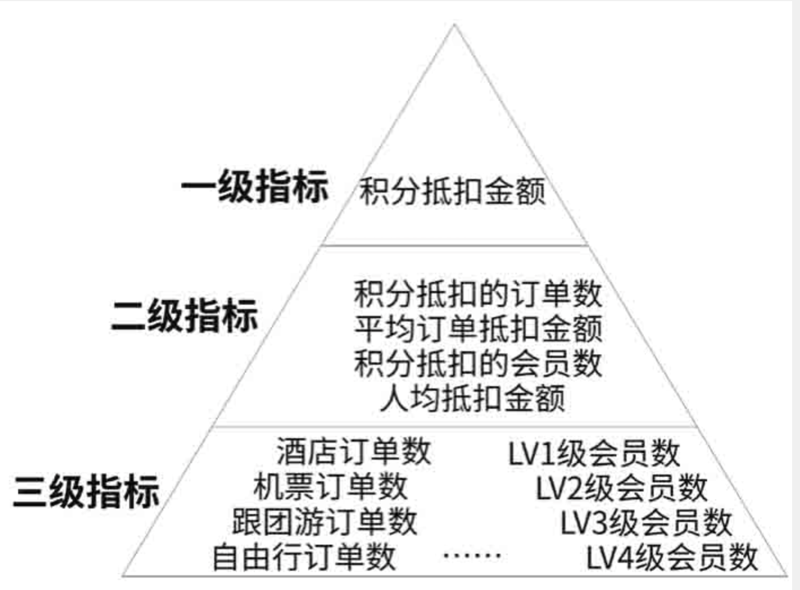 一级指标 积分抵扣金额
二级指标
积分抵扣的订单数
平均订单抵扣金额
积分抵扣的会员数
人均抵扣金额
三级指标
酒店订单数 LV1级会员数
机票订单数 LV2级会员数
跟团游订单数 LV3级会员数
自由行订单数 …… LV4级会员数